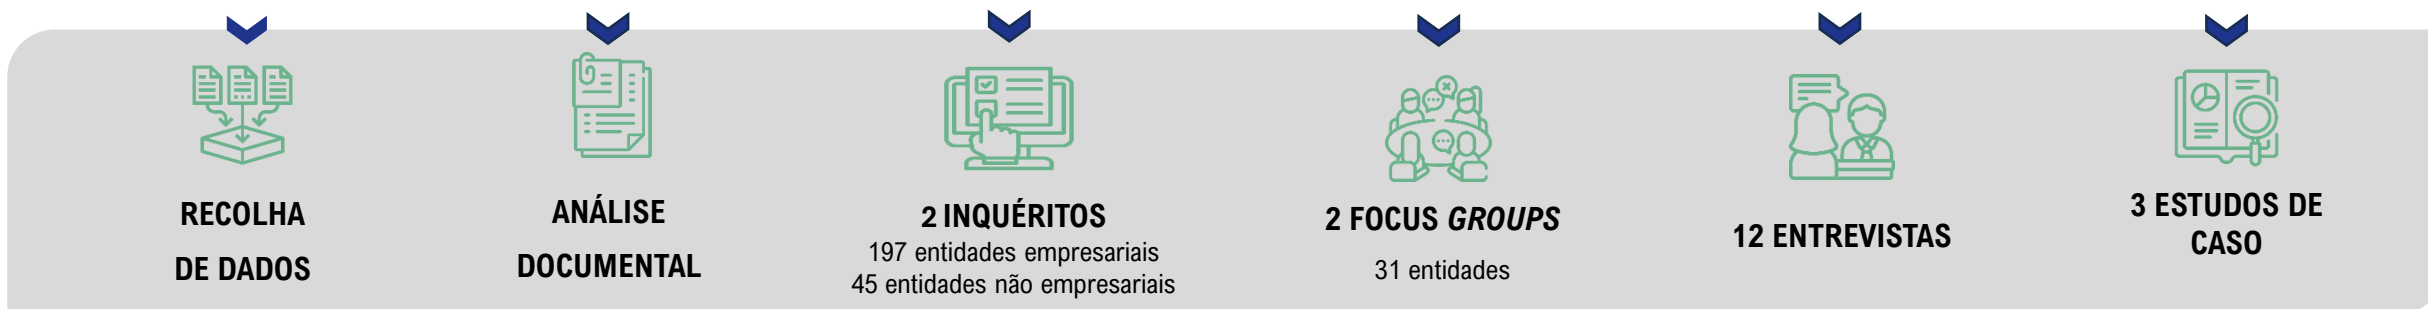 RECOLHA
DE DADOS
ANÁLISE
DOCUMENTAL
2 INQUÉRITOS
197 entidades empresariais
45 entidades não empresariais
2 FOCUS GROUPS
31 entidades
12 ENTREVISTAS
3 ESTUDOS DE
CASO